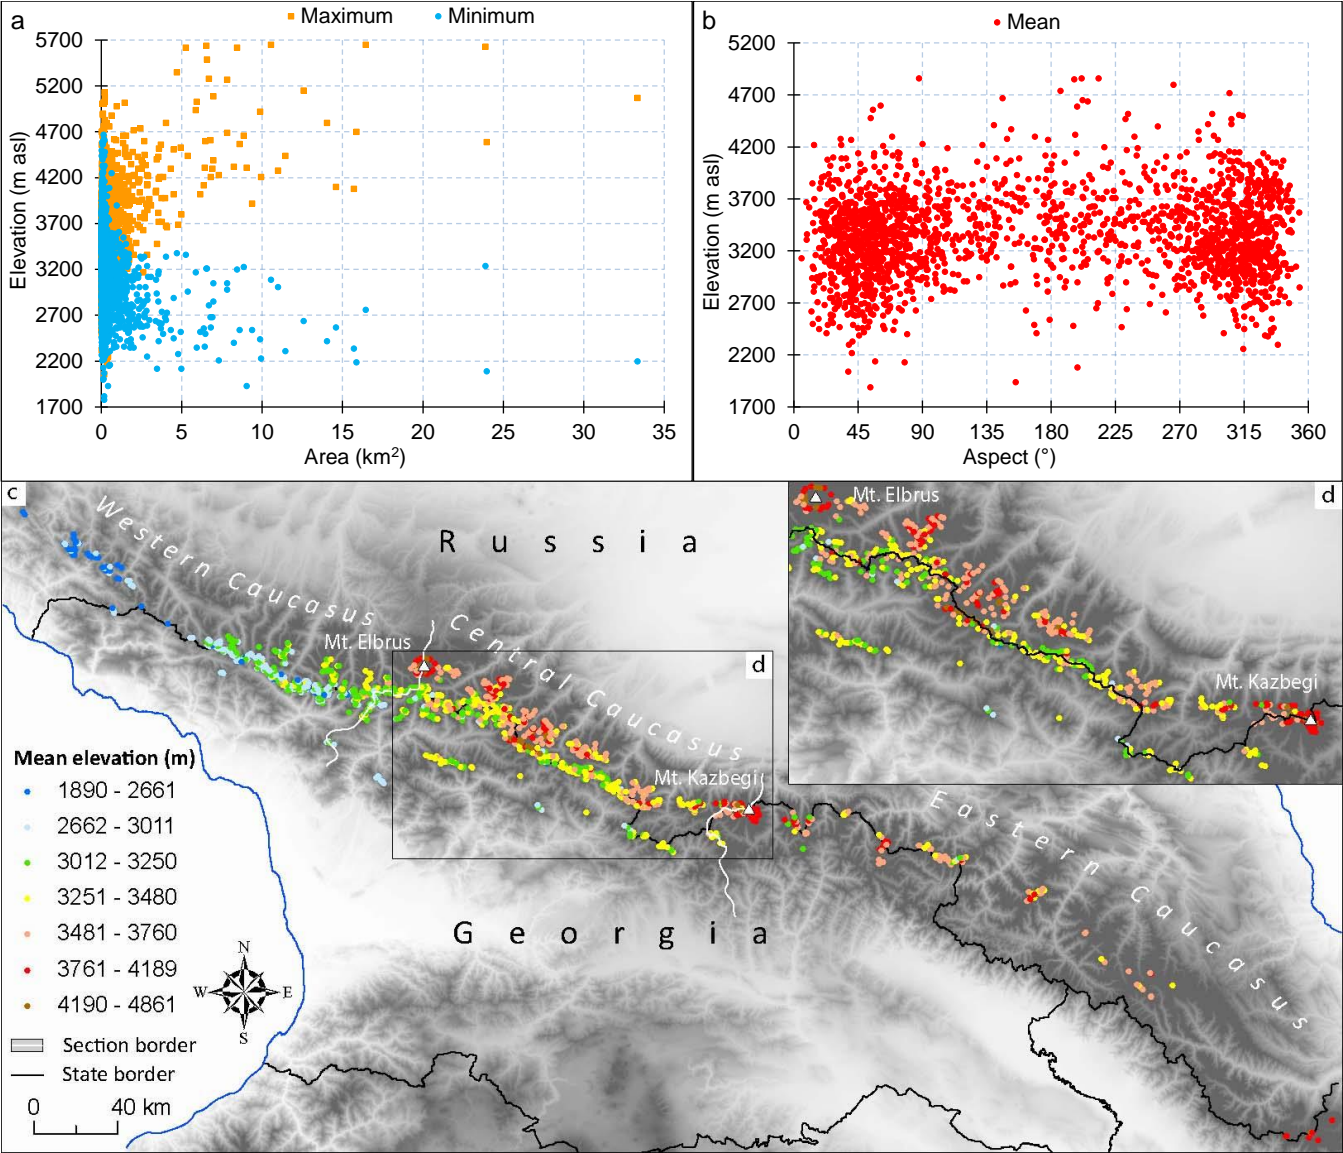 a
Maximum
Minimum
5700
5200
4700
4200
3700
3200
2700
2200
1700
Elevation (m asl)
0 5 10 15 20 25 30 35
Area (km²)
b
Mean
5200
4700
4200
3700
3200
2700
2200
1700
Elevation (m asl)
0 45 90 135 180 225 270 315 360
Aspect (°)
c
Western Caucasus
Russia
Mt. Elbrus
Central Caucasus
d
Mt. Kazbegi
Eastern Caucasus
Georgia
d
Mt. Elbrus
Mt. Kazbegi
Mean elevation (m)
1890 - 2661
2662 - 3011
3012 - 3250
3251 - 3480
3481 - 3760
3761 - 4189
4190 - 4861
Section border
State border
0 40 km
N
W E
S